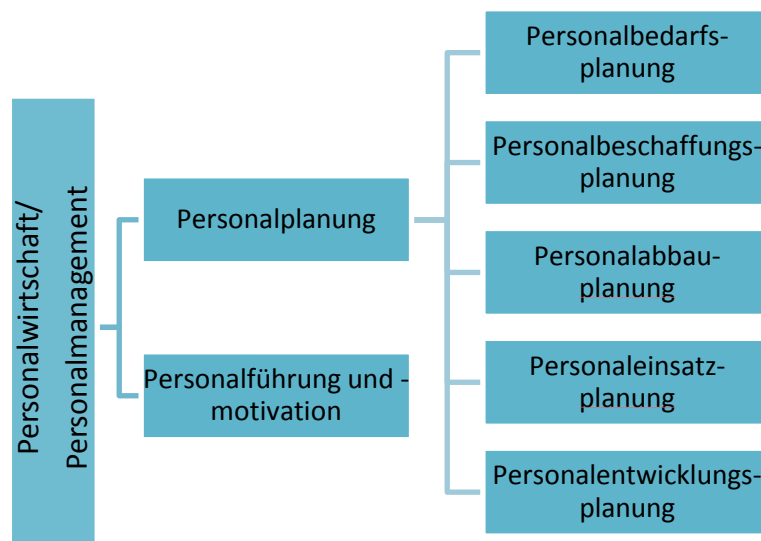 Personalwirtschaft/
Personalmanagement
Personalplanung
Personalführung und -
motivation
Personalbedarfs-
planung
Personalbeschaffungs-
planung
Personalabbau-
planung
Personaleinsatz-
planung
Personalentwicklungs-
planung